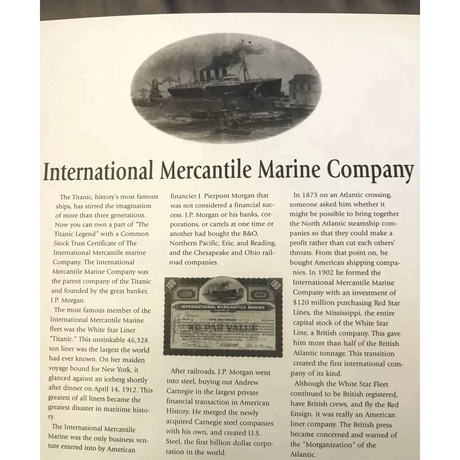 International Mercantile Marine Company
The Titanic, history's most famous
ships, has stirred the imagination
of more than three generations.
Now you can own a part of "The
Titanic Legend" with a Common
Stock Trust Certificate of The
International Mercantile marine
Company. The International
Mercantile Marine Company was
the parent company of the Titanic
and founded by the great banker,
J.P. Morgan.
The most famous member of the
International Mercantile Marine
fleet was the White Star Liner
"Titanic." This unsinkable 46,328
ton liner was the largest the world
had ever known. On her maiden
voyage bound for New York, it
glanced against an iceberg shortly
after dinner on April 14, 1912. This
greatest of all liners became the
greatest disaster in maritime histo-
ry.
The International Mercantile
Marine was the only business ven-
ture entered into by American
financier J. Pierpont Morgan that
was not considered a financial suc-
cess. J.P. Morgan or his banks, cor-
porations, or cartels at one time or
another had bought the B&O,
Northern Pacific, Erie, and Reading,
and the Chesapeake and Ohio rail-
road companies.
100
100
INTERNATIONAL MERCANTILE MARINE
NO PAR VALUE
After railroads, J.P. Morgan went
into steel, buying out Andrew
Carnegie in the largest private
financial transaction in American
History. He merged the newly
acquired Carnegie steel companies
with his own, and created U.S.
Steel, the first billion dollar corpo-
ration in the world.
In 1873 on an Atlantic crossing,
someone asked him whether it
might be possible to bring together
the North Atlantic steamship com-
panies so that they could make a
profit rather than cut each others'
throats. From that point on, he
bought American shipping compa-
nies. In 1902 he formed the
International Mercantile Marine
Company with an investment of
$120 million purchasing Red Star
Lines, the Mississippi, the entire
capital stock of the White Star
Line, a British company. This gave
him more than half of the British
Atlantic tonnage. This transition
created the first international com-
pany of its kind.
Although the White Star Fleet
continued to be British registered,
have British crews, and fly the Red
Ensign, it was really an American
liner company. The British press
became concerned and warned of
the "Morganization" of the
Atlantic.